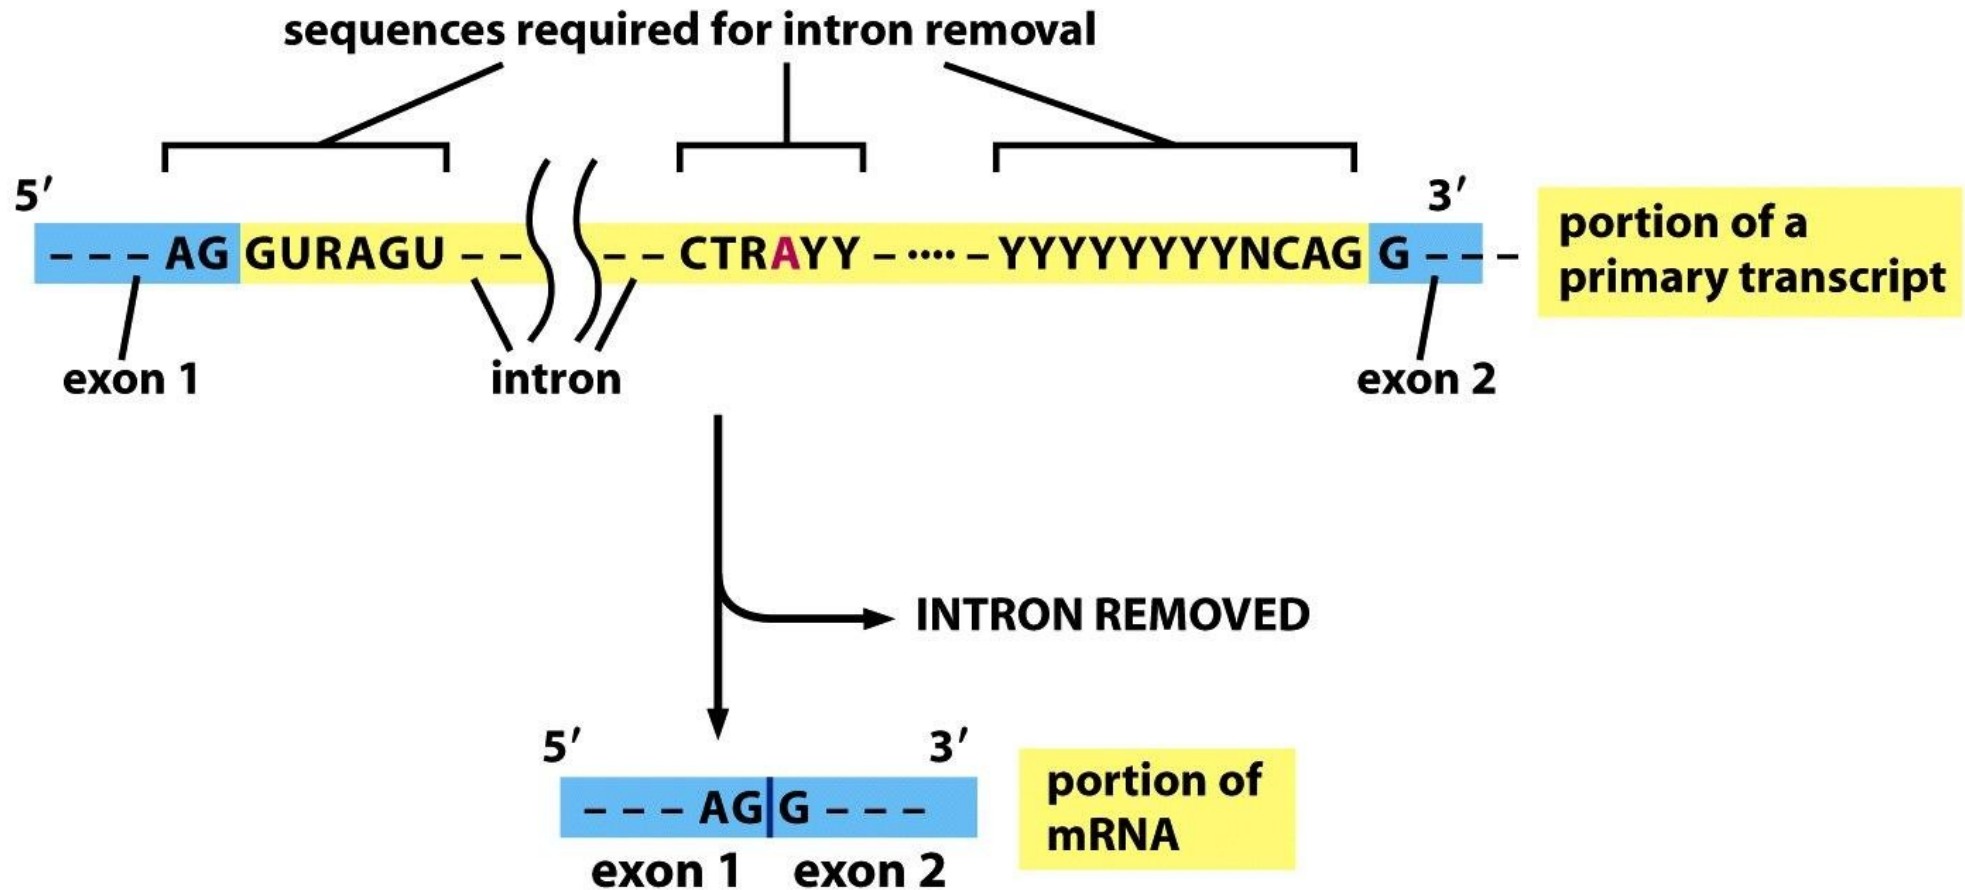 sequences required for intron removal
5′ 3′
– – – AG GURAGU – – – – CTRAYY – ···· – YYYYYYYYNCAG G – – –
portion of a
primary transcript
exon 1 intron exon 2
INTRON REMOVED
5′ 3′
– – – AG G – – –
portion of
mRNA
exon 1 exon 2